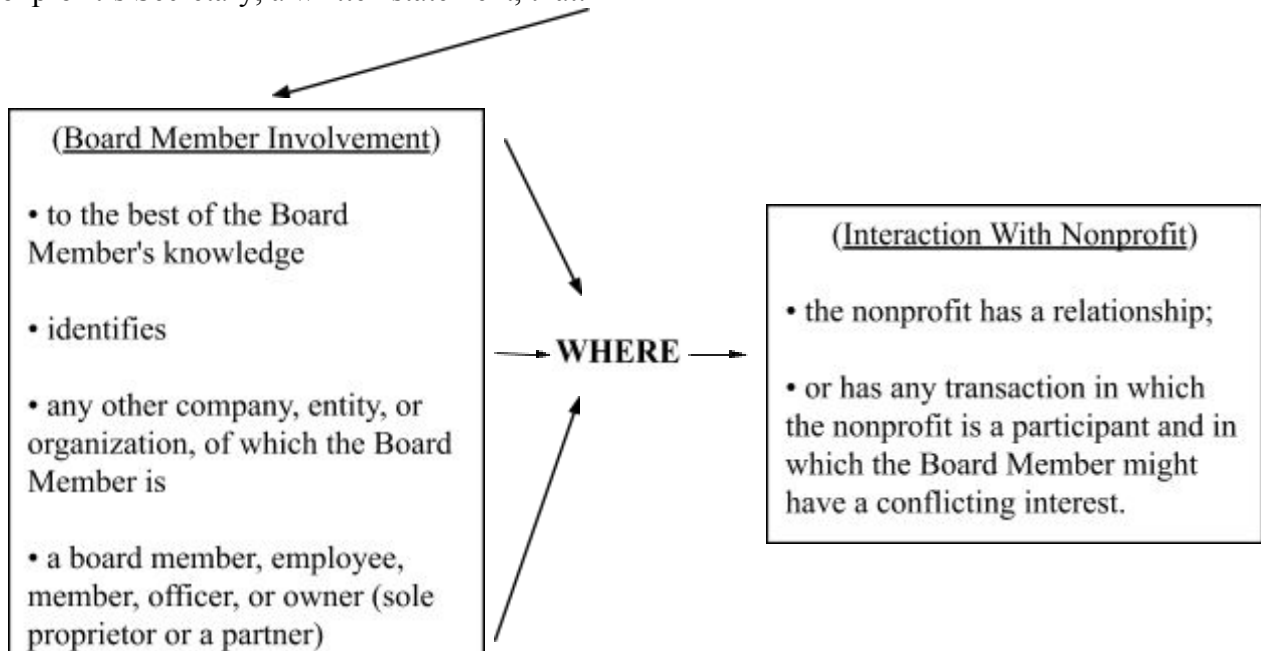 (Board Member Involvement)
• to the best of the Board
Member's knowledge
• identifies
• any other company, entity, or
organization, of which the Board
Member is
• a board member, employee,
member, officer, or owner (sole
proprietor or a partner)
WHERE
(Interaction With Nonprofit)
• the nonprofit has a relationship;
• or has any transaction in which
the nonprofit is a participant and in
which the Board Member might
have a conflicting interest.